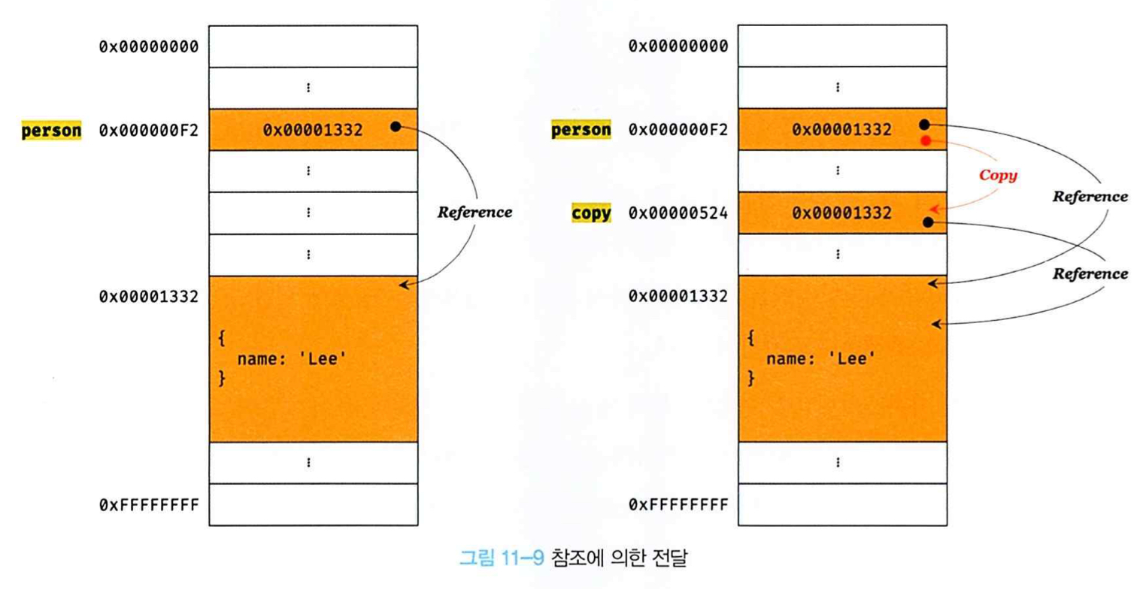 0x00000000
⋮
person 0x000000F2 0x00001332
⋮
⋮
Reference
⋮
0x00001332
{
name: 'Lee'
}
⋮
0xFFFFFFFF
0x00000000
⋮
person 0x000000F2 0x00001332
⋮
Copy
Reference
copy 0x00000524 0x00001332
⋮
Reference
0x00001332
{
name: 'Lee'
}
⋮
0xFFFFFFFF
그림 11-9 참조에 의한 전달